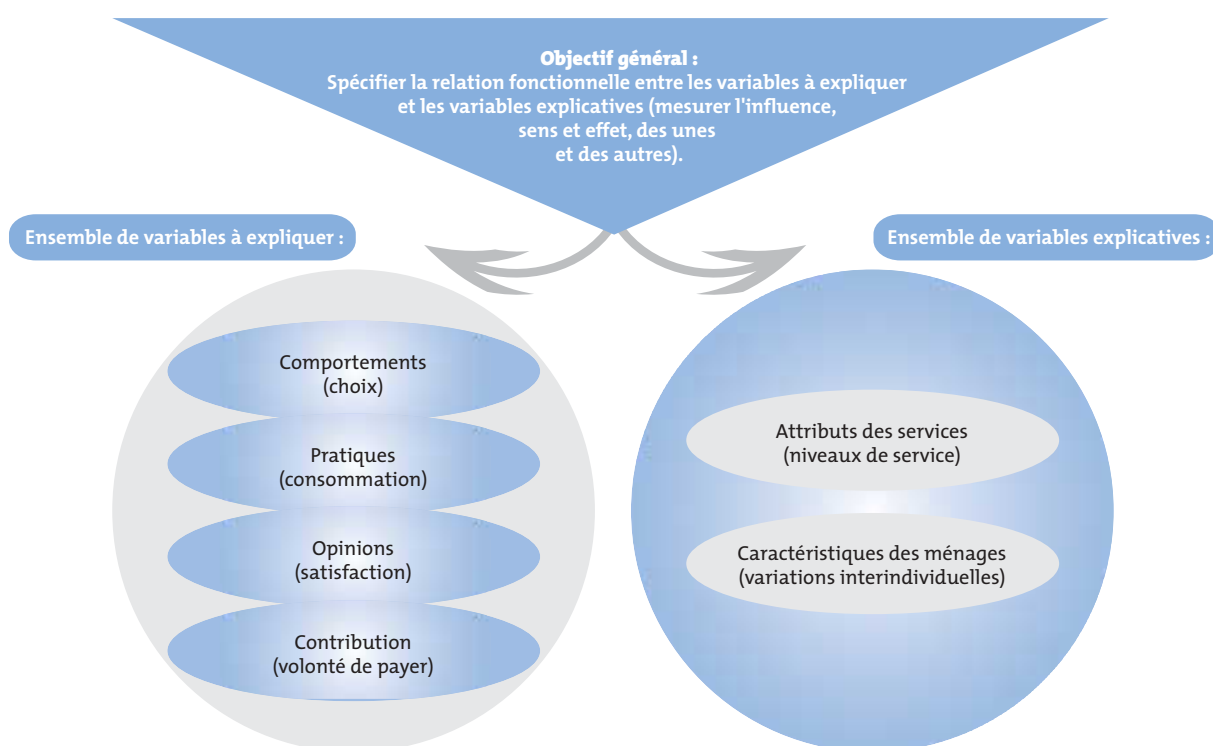 Objectif général :
Spécifier la relation fonctionnelle entre les variables à expliquer
et les variables explicatives (mesurer l'influence,
sens et effet, des unes
et des autres).
Ensemble de variables à expliquer :
Ensemble de variables explicatives :
Comportements
(choix)
Pratiques
(consommation)
Opinions
(satisfaction)
Contribution
(volonté de payer)
Attributs des services
(niveaux de service)
Caractéristiques des ménages
(variations interindividuelles)